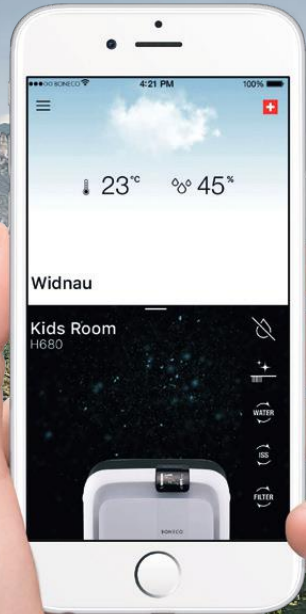 BONECO 4:21 PM 100%
23°C 45%
Widnau
Kids Room
H680
WATER
ISS
FILTER
BONECO